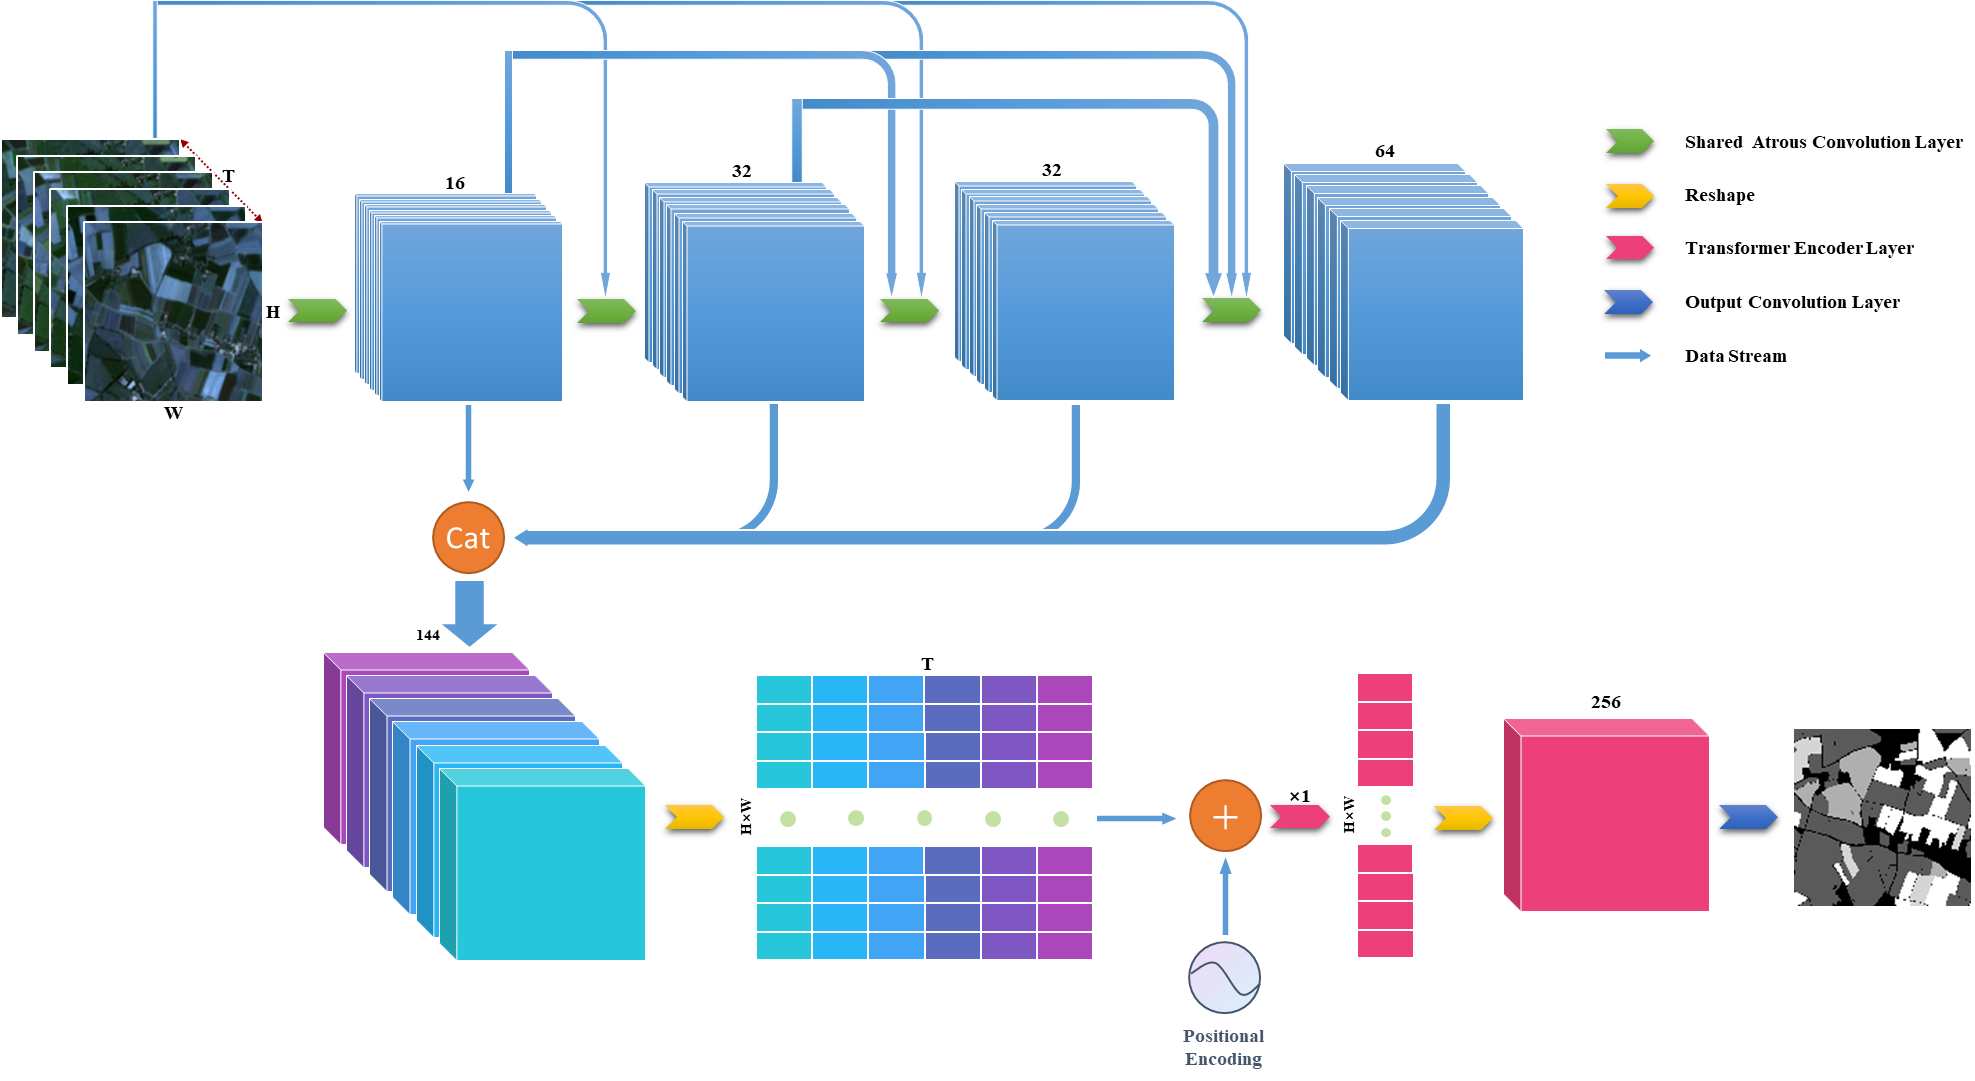 T
H
W
16
32
32
64
Shared Atrous Convolution Layer
Reshape
Transformer Encoder Layer
Output Convolution Layer
Data Stream
Cat
144
T
H×W
+
×1
H×W
256
Positional
Encoding